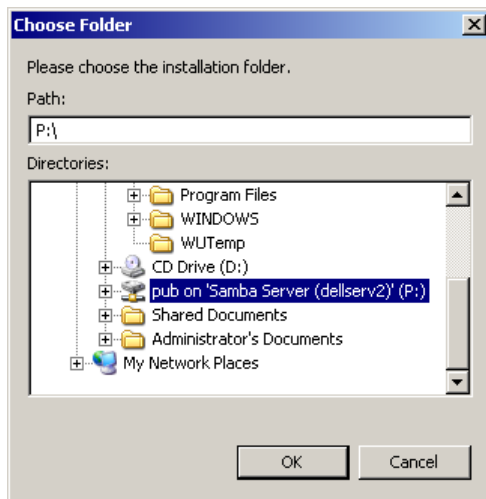 Choose Folder
Please choose the installation folder.
Path:
P:\
Directories:
Program Files
WINDOWS
WUTemp
CD Drive (D:)
pub on 'Samba Server (dellserv2)' (P:)
Shared Documents
Administrator's Documents
My Network Places
OK Cancel